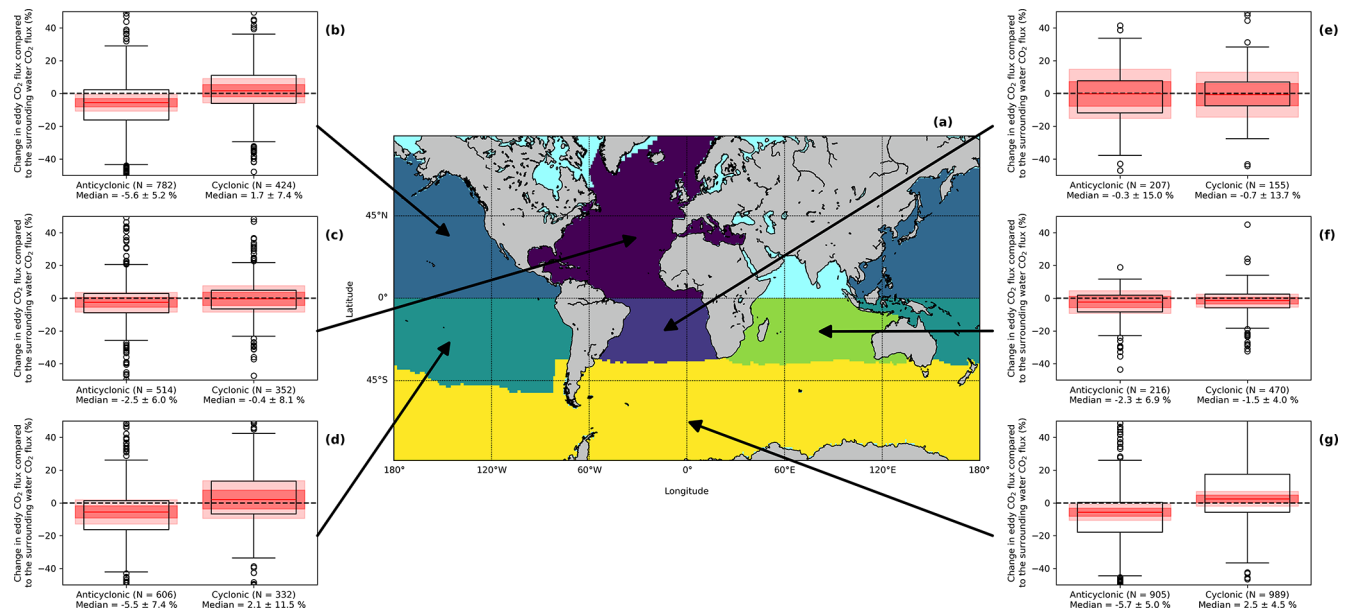 (b)
Change in eddy CO₂ flux compared
to the surrounding water CO₂ flux (%)
40
20
0
−20
−40
Anticyclonic (N = 782)
Median = -5.6 ± 5.2 %
Cyclonic (N = 424)
Median = 1.7 ± 7.4 %
(c)
Change in eddy CO₂ flux compared
to the surrounding water CO₂ flux (%)
40
20
0
−20
−40
Anticyclonic (N = 514)
Median = -2.5 ± 6.0 %
Cyclonic (N = 352)
Median = -0.4 ± 8.1 %
(d)
Change in eddy CO₂ flux compared
to the surrounding water CO₂ flux (%)
40
20
0
−20
−40
Anticyclonic (N = 606)
Median = -5.5 ± 7.4 %
Cyclonic (N = 332)
Median = 2.1 ± 11.5 %
(a)
Latitude
45°N
0°
45°S
180°
120°W
60°W
0°
60°E
120°E
180°
Longitude
(e)
Change in eddy CO₂ flux compared
to the surrounding water CO₂ flux (%)
40
20
0
−20
−40
Anticyclonic (N = 207)
Median = -0.3 ± 15.0 %
Cyclonic (N = 155)
Median = -0.7 ± 13.7 %
(f)
Change in eddy CO₂ flux compared
to the surrounding water CO₂ flux (%)
40
20
0
−20
−40
Anticyclonic (N = 216)
Median = -2.3 ± 6.9 %
Cyclonic (N = 470)
Median = -1.5 ± 4.0 %
(g)
Change in eddy CO₂ flux compared
to the surrounding water CO₂ flux (%)
40
20
0
−20
−40
Anticyclonic (N = 905)
Median = -5.7 ± 5.0 %
Cyclonic (N = 989)
Median = 2.5 ± 4.5 %